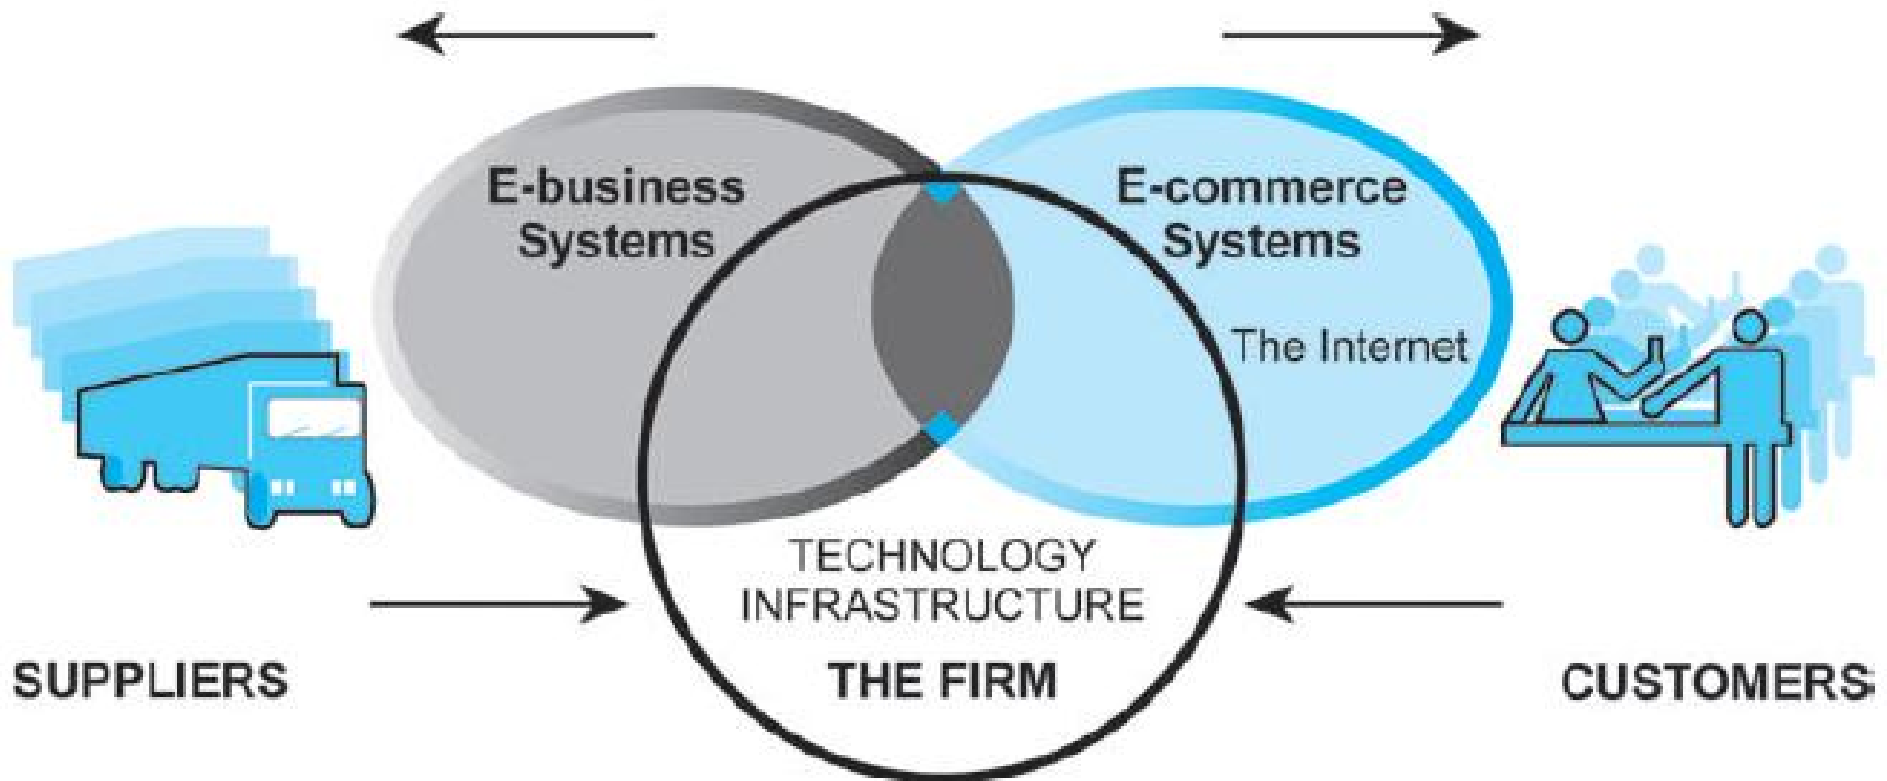 E-business
Systems
E-commerce
Systems
The Internet
TECHNOLOGY
INFRASTRUCTURE
SUPPLIERS
THE FIRM
CUSTOMERS